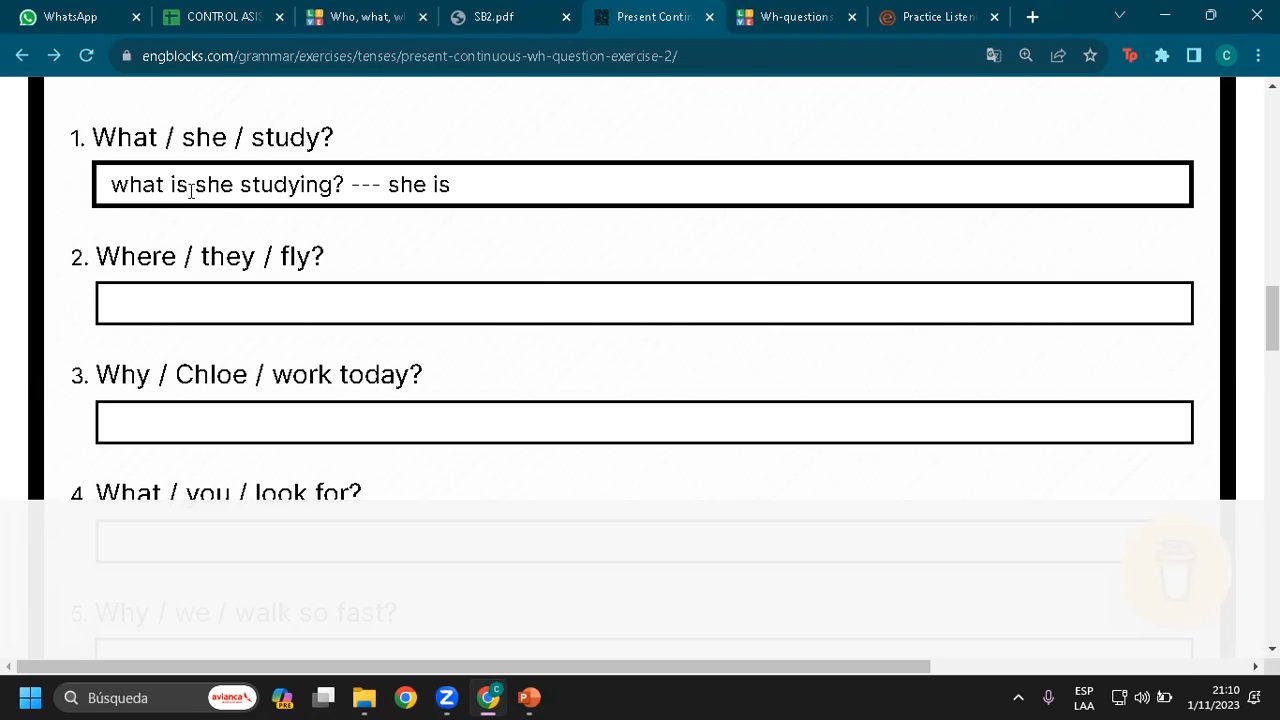 WhatsApp
CONTROL ASIS
Who, what, w
SB2.pdf
Present Conti
Wh-questions
Practice Listen
engblocks.com/grammar/exercises/tenses/present-continuous-wh-question-exercise-2/
1. What / she / study?
what is she studying? --- she is
2. Where / they / fly?
3. Why / Chloe / work today?
4. What / you / look for?
5. Why / we / walk so fast?
Búsqueda
avianca
PRE
ESP
LAA
21:10
1/11/2023